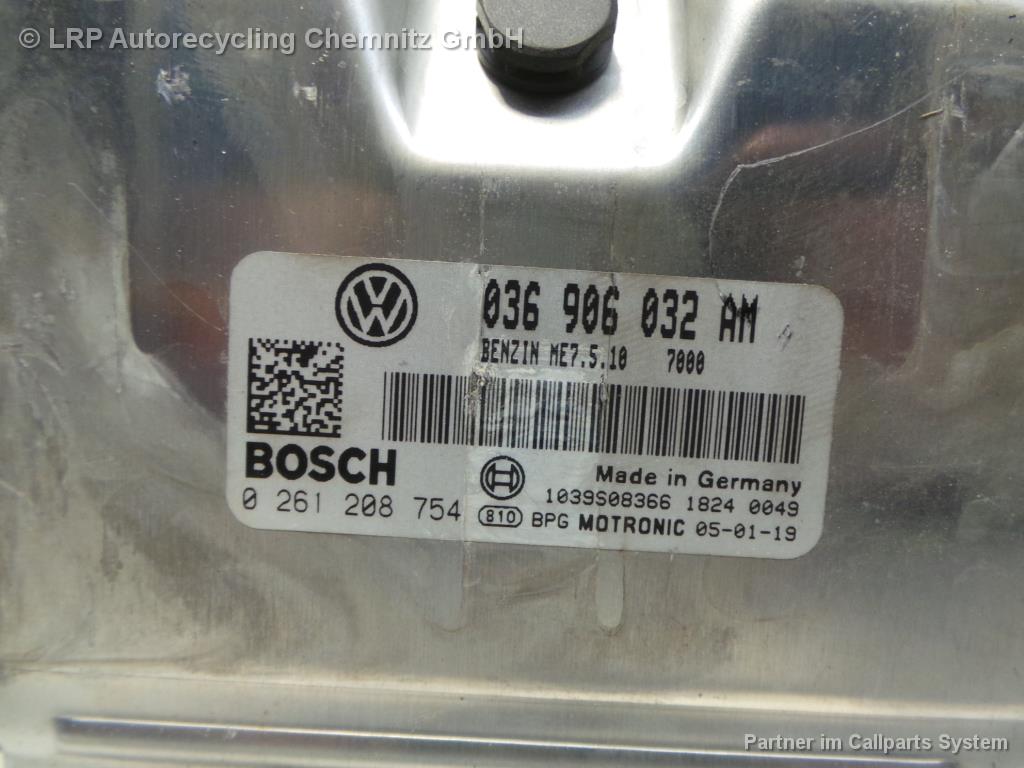 © LRP Autorecycling Chemnitz GmbH
036 906 032 AM
BENZIN ME7.5.10 7000
BOSCH
Made in Germany
0 261 208 754
1039S08366 1824 0049
810 BPG MOTRONIC 05-01-19
Partner im Callparts System